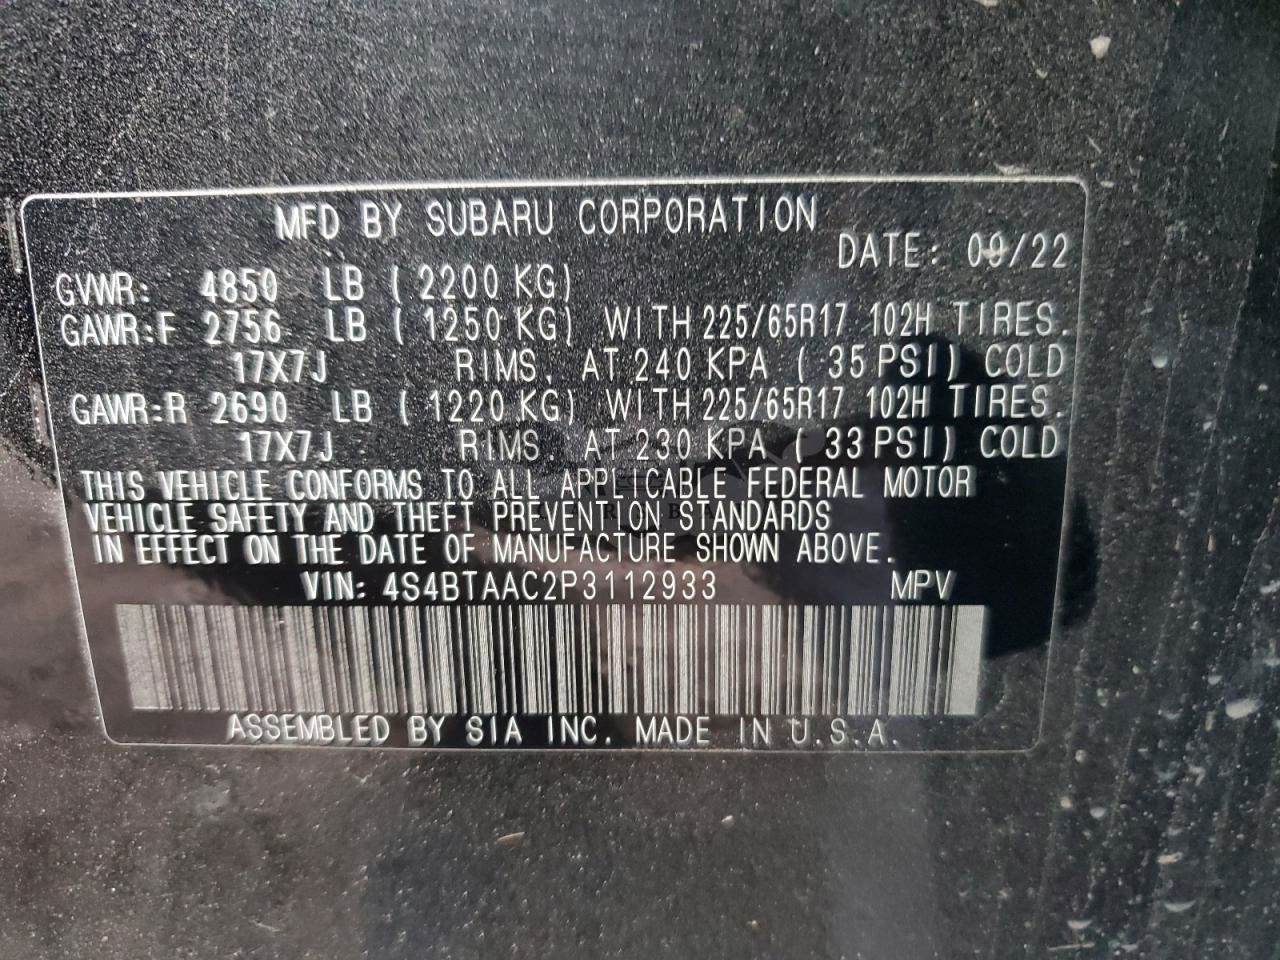 MFD BY SUBARU CORPORATION
DATE: 09/22
GVWR: 4850 LB ( 2200 KG)
GAWR:F 2756 LB ( 1250 KG) WITH 225/65R17 102H TIRES.
17X7J RIMS. AT 240 KPA ( 35 PSI) COLD
GAWR:R 2690 LB ( 1220 KG) WITH 225/65R17 102H TIRES.
17X7J RIMS. AT 230 KPA ( 33 PSI) COLD
THIS VEHICLE CONFORMS TO ALL APPLICABLE FEDERAL MOTOR
VEHICLE SAFETY AND THEFT PREVENTION STANDARDS
IN EFFECT ON THE DATE OF MANUFACTURE SHOWN ABOVE.
VIN: 4S4BTAAC2P3112933 MPV
ASSEMBLED BY SIA INC. MADE IN U.S.A.